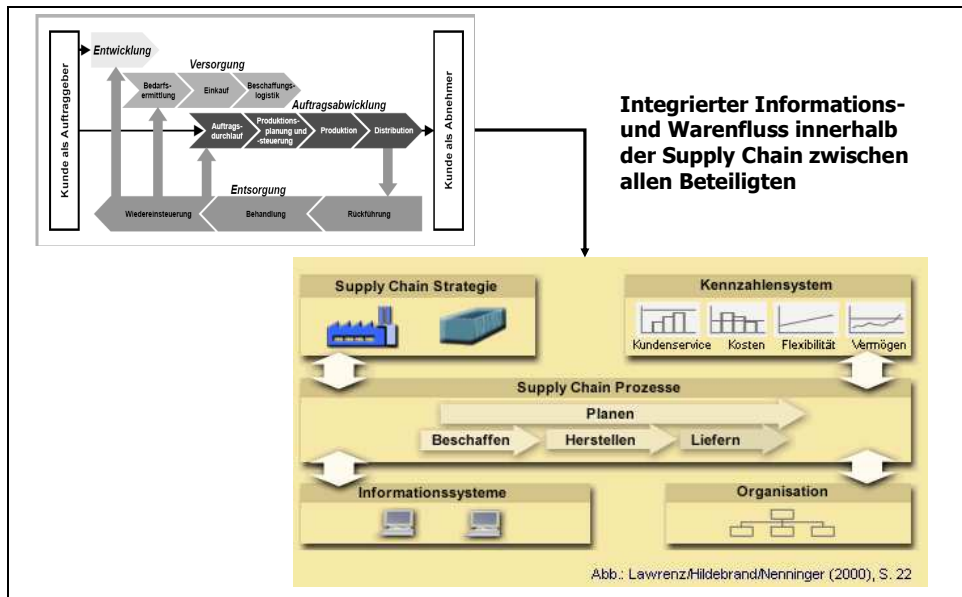 Kunde als Auftraggeber
Entwicklung
Versorgung
Bedarfs-
ermittlung
Einkauf
Beschaffungs-
logistik
Auftragsabwicklung
Auftrags-
durchlauf
Produktions-
planung und
-steuerung
Produktion
Distribution
Entsorgung
Wiedereinsteuerung
Behandlung
Rückführung
Kunde als Abnehmer
Integrierter Informations-
und Warenfluss innerhalb
der Supply Chain zwischen
allen Beteiligten
Supply Chain Strategie
Kennzahlensystem
Kundenservice
Kosten
Flexibilität
Vermögen
Supply Chain Prozesse
Planen
Beschaffen
Herstellen
Liefern
Informationssysteme
Organisation
Abb.: Lawrenz/Hildebrand/Nenninger (2000), S. 22